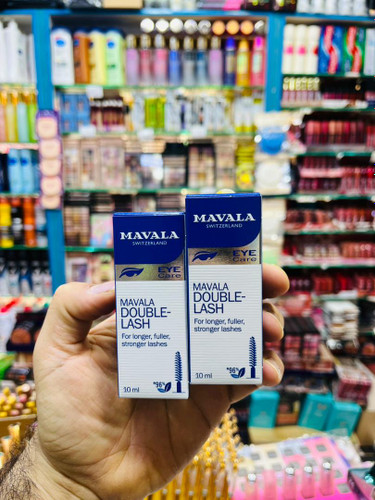 MAVALA
SWITZERLAND
EYE
Care
MAVALA
DOUBLE-
LASH
For longer, fuller,
stronger lashes
10 ml
MAVALA
SWITZERLAND
EYE
Care
MAVALA
DOUBLE-
LASH
For longer, fuller,
stronger lashes
10 ml